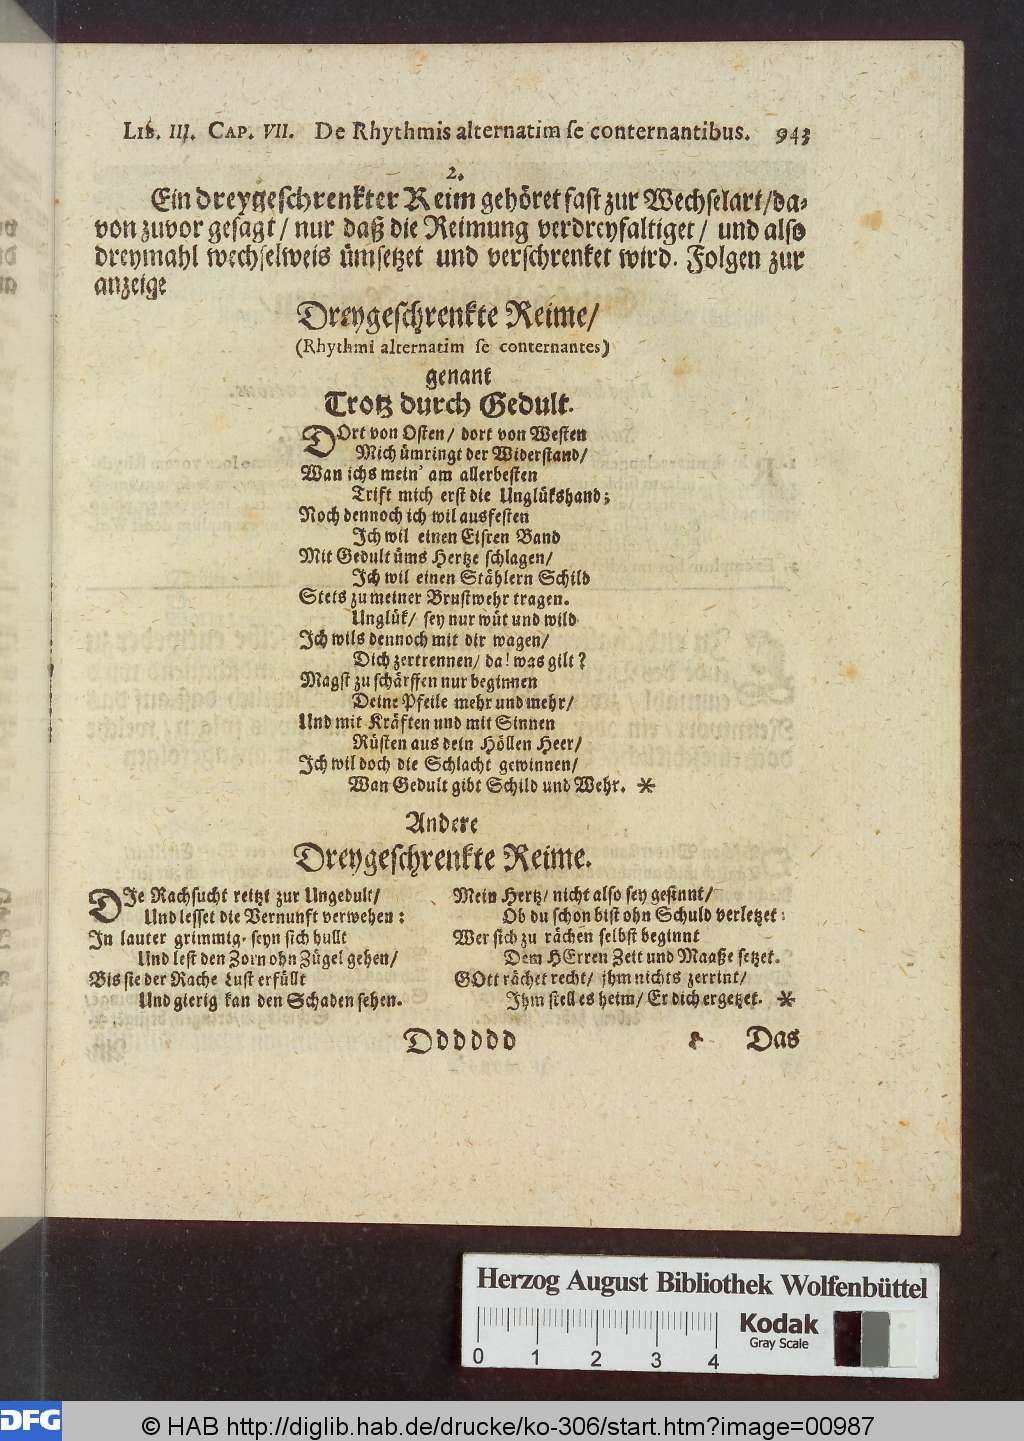 LIB. III. CAP. VII. De Rhythmis alternatim se conternantibus. 943
2.
Ein dreygeschrenkter Reim gehöret fast zur Wechselart/ da-
von zuvor gesagt/ nur daß die Reimung verdreyfaltiget/ und also
dreymahl wechselweis ümsetzet und verschrenket wird. Folgen zur
anzeige
Dreygeschrenkte Reime/
(Rhythmi alternatim se conternantes)
genant
Trotz durch Gedult.
DOrt von Osten/ dort von Westen
Mich ümringt der Widerstand/
Wan ichs mein' am allerbesten
Trift mich erst die Unglükshand;
Noch dennoch ich wil ausfesten
Ich wil einen Eisren Band
Mit Gedult üms Hertze schlagen/
Ich wil einen Stählern Schild
Stets zu meiner Brustwehr tragen.
Unglük/ sey nur wüt und wild
Ich wils dennoch mit dir wagen/
Dich zertrennen/ da! was gilt?
Magst zu schärffen nur beginnen
Deine Pfeile mehr und mehr/
Und mit Kräften und mit Sinnen
Rüsten aus dein Höllen Heer/
Ich wil doch die Schlacht gewinnen/
Wan Gedult gibt Schild und Wehr. *
Andere
Dreygeschrenkte Reime.
DIe Rachsucht reitzt zur Ungedult/
Und lesset die Vernunft verwehen:
In lauter grimmig-seyn sich hullt
Und lest den Zorn ohn Zügel gehen/
Bis sie der Rache Lust erfüllt
Und gierig kan den Schaden sehen.
Mein Hertz/ nicht also sey gesinnt/
Ob du schon bist ohn Schuld verletzet:
Wer sich zu rächen selbst beginnt
Dem HErren Zeit und Maaße setzet.
GOtt rächet recht/ ihm nichts zerrint/
Ihm stell es heim/ Er dich ergetzet. *
Dddddd
Das
Herzog August Bibliothek Wolfenbüttel
0 1 2 3 4
Kodak
Gray Scale
DFG
© HAB http://diglib.hab.de/drucke/ko-306/start.htm?image=00987